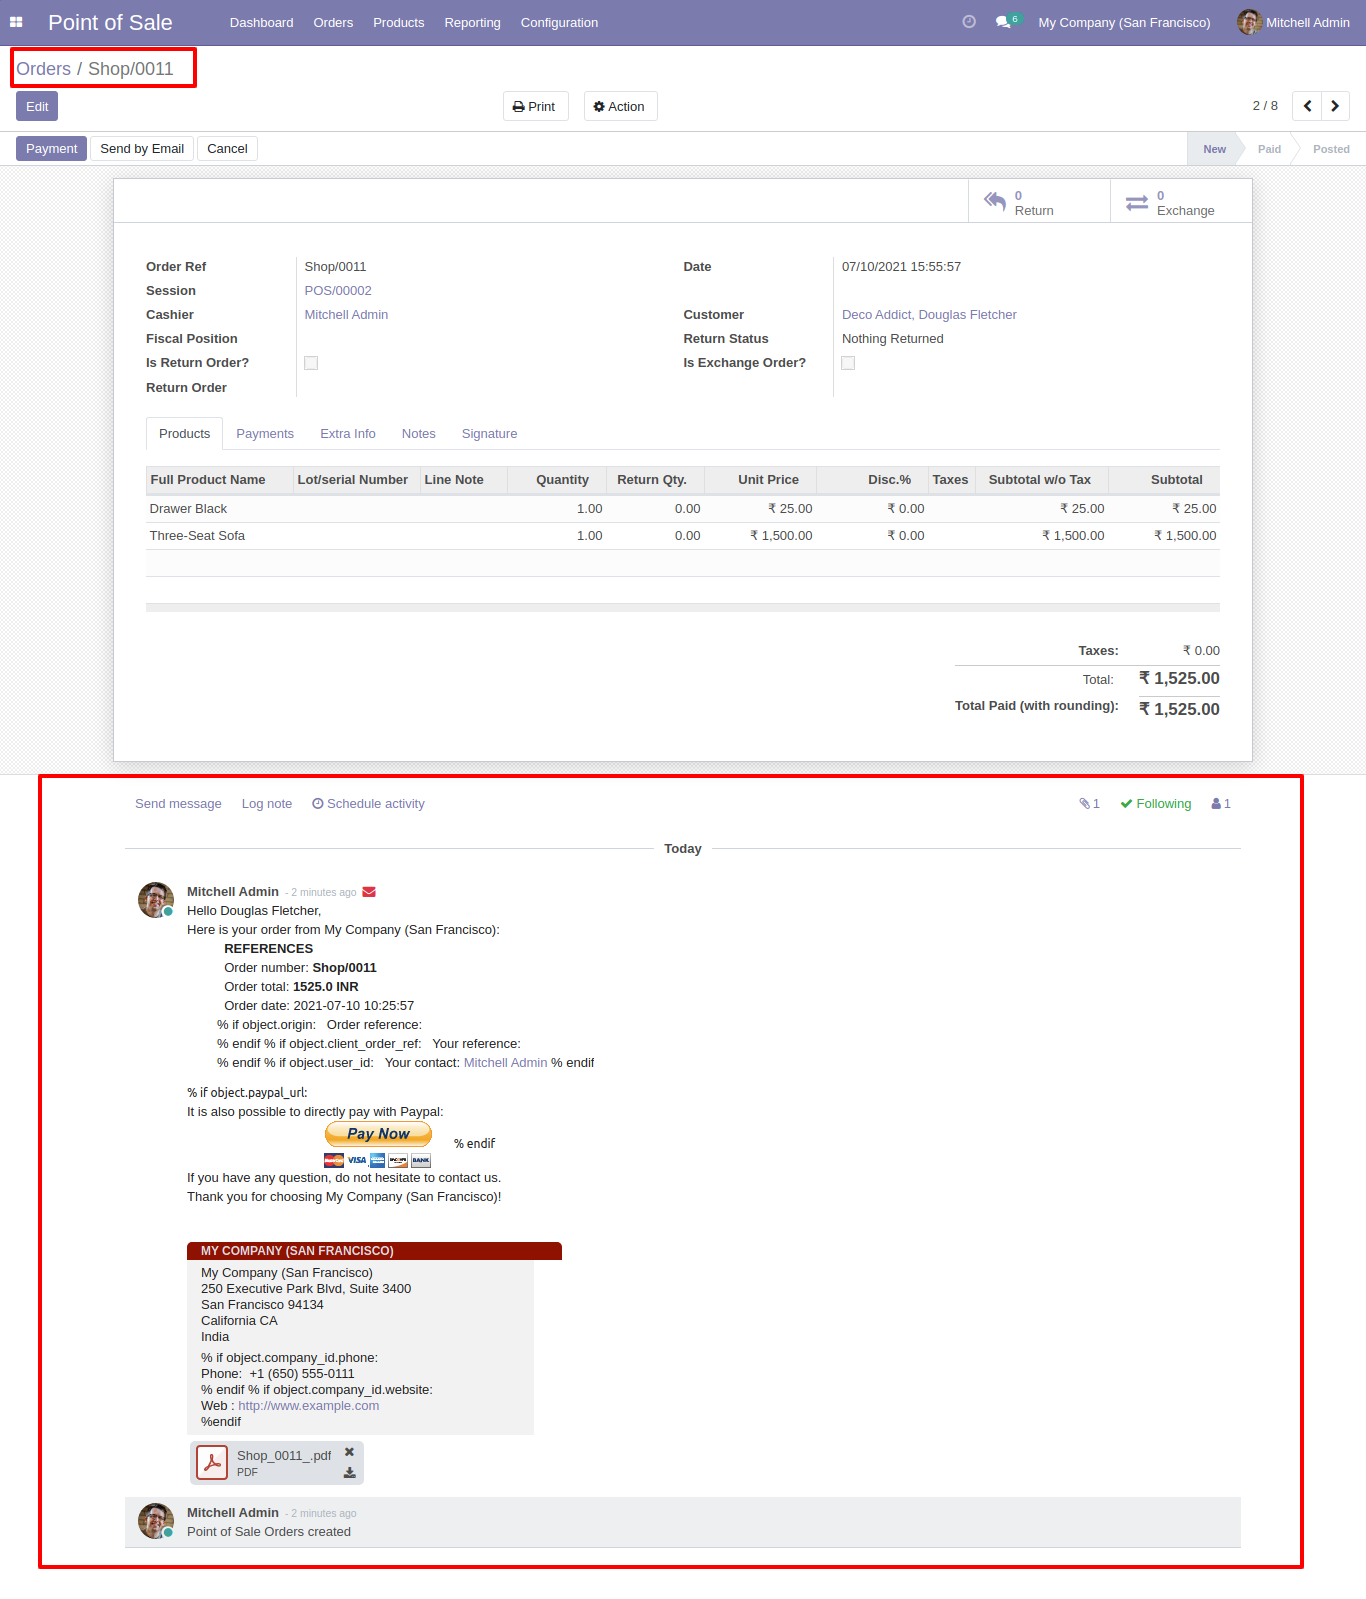 Point of Sale Dashboard Orders Products Reporting Configuration 6 My Company (San Francisco) Mitchell Admin
Orders / Shop/0011
Edit Print Action 2 / 8
Payment Send by Email Cancel New Paid Posted
0
Return
0
Exchange
Order Ref Shop/0011 Date 07/10/2021 15:55:57
Session POS/00002
Cashier Mitchell Admin Customer Deco Addict, Douglas Fletcher
Fiscal Position Return Status Nothing Returned
Is Return Order? Is Exchange Order?
Return Order
Products Payments Extra Info Notes Signature
Full Product Name Lot/serial Number Line Note Quantity Return Qty. Unit Price Disc.% Taxes Subtotal w/o Tax Subtotal
Drawer Black 1.00 0.00 ₹ 25.00 ₹ 0.00 ₹ 25.00 ₹ 25.00
Three-Seat Sofa 1.00 0.00 ₹ 1,500.00 ₹ 0.00 ₹ 1,500.00 ₹ 1,500.00
Taxes: ₹ 0.00
Total: ₹ 1,525.00
Total Paid (with rounding): ₹ 1,525.00
Send message Log note Schedule activity 1 Following 1
Today
Mitchell Admin - 2 minutes ago
Hello Douglas Fletcher,
Here is your order from My Company (San Francisco):
REFERENCES
Order number: Shop/0011
Order total: 1525.0 INR
Order date: 2021-07-10 10:25:57
% if object.origin: Order reference:
% endif % if object.client_order_ref: Your reference:
% endif % if object.user_id: Your contact: Mitchell Admin % endif
% if object.paypal_url:
It is also possible to directly pay with Paypal:
Pay Now % endif
VISA BANK
If you have any question, do not hesitate to contact us.
Thank you for choosing My Company (San Francisco)!
MY COMPANY (SAN FRANCISCO)
My Company (San Francisco)
250 Executive Park Blvd, Suite 3400
San Francisco 94134
California CA
India
% if object.company_id.phone:
Phone: +1 (650) 555-0111
% endif % if object.company_id.website:
Web : http://www.example.com
%endif
Shop_0011_.pdf
PDF
Mitchell Admin - 2 minutes ago
Point of Sale Orders created